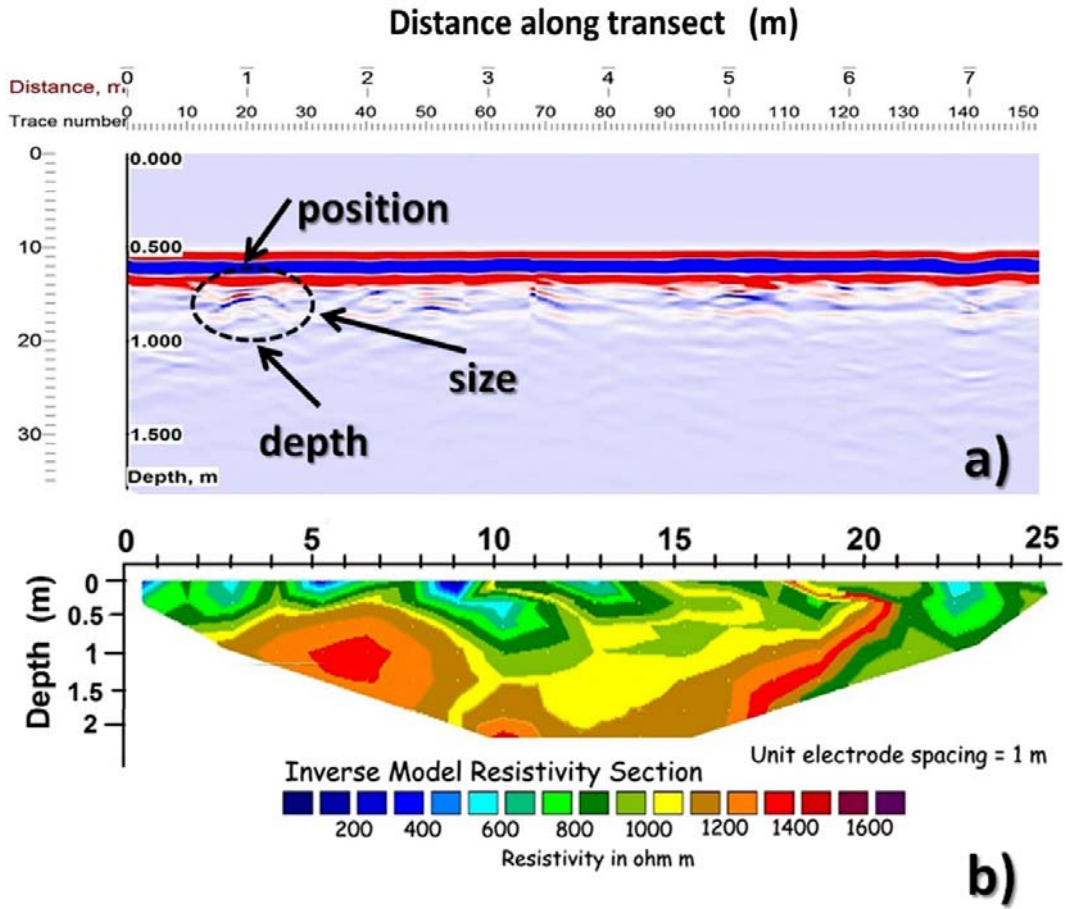 Distance along transect (m)
Distance, m 0 1 2 3 4 5 6 7
Trace number 0 10 20 30 40 50 60 70 80 90 100 110 120 130 140 150
0 0.000
position
10 0.500
20 1.000
size
depth
30 1.500
Depth, m
a)
0 5 10 15 20 25
Depth (m)
0
0.5
1
1.5
2
Unit electrode spacing = 1 m
Inverse Model Resistivity Section
200 400 600 800 1000 1200 1400 1600
Resistivity in ohm m
b)